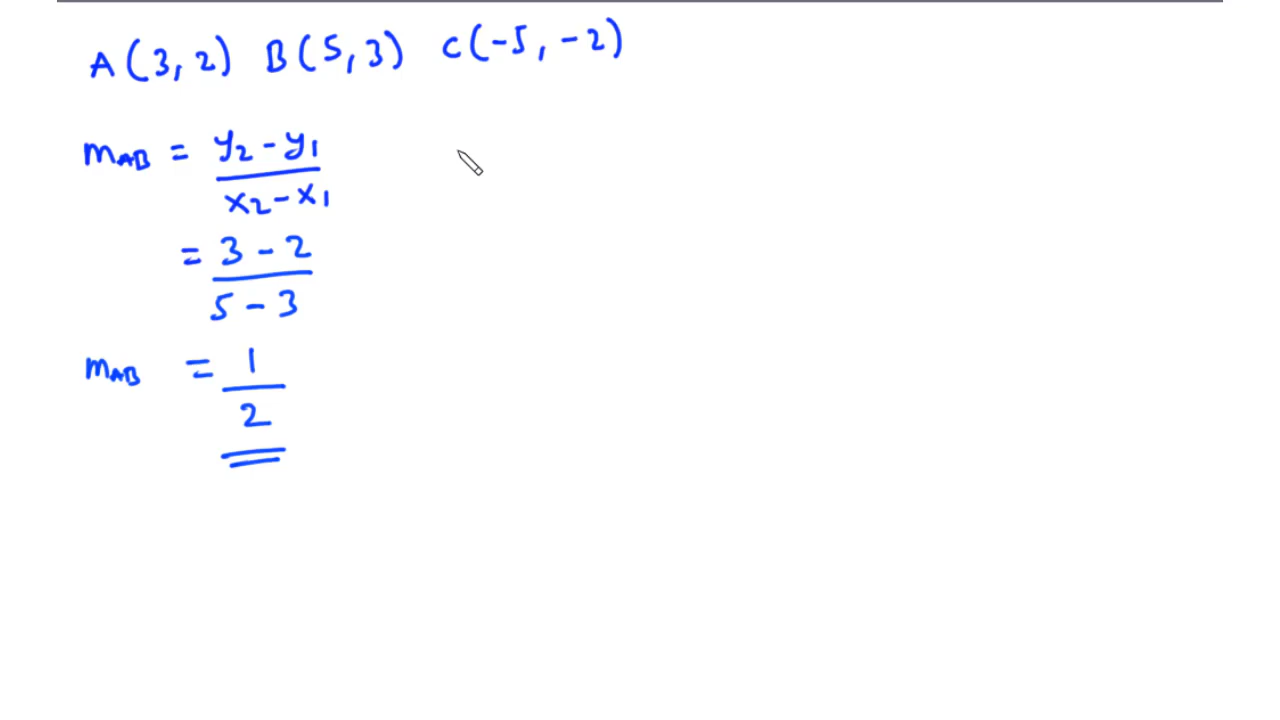 A(3,2) B(5,3) C(-5,-2)
mAB = y2-y1
x2-x1
= 3-2
5-3
mAB = 1
2